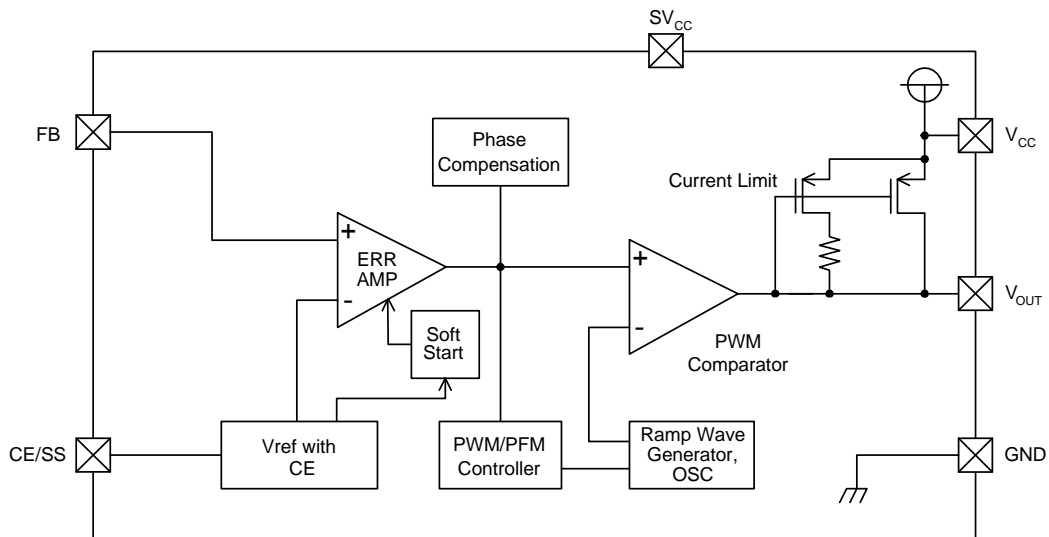 SVCC
FB
VCC
Phase
Compensation
Current Limit
+
ERR
AMP
-
+
-
VOUT
Soft
Start
PWM
Comparator
CE/SS
Vref with
CE
PWM/PFM
Controller
Ramp Wave
Generator,
OSC
GND